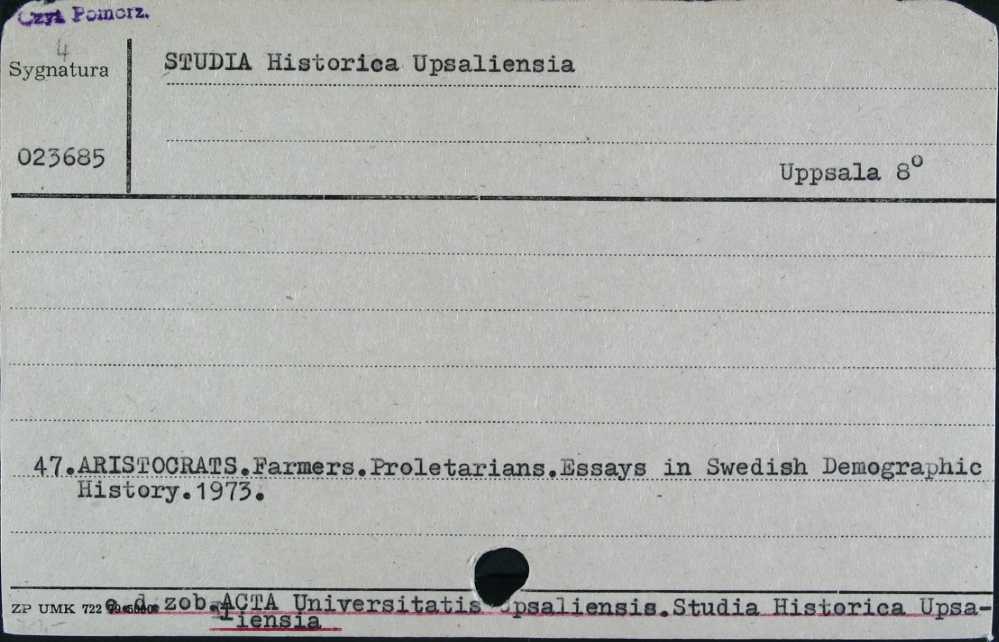 Czyt. Pomorz.
4
Sygnatura
STUDIA Historica Upsaliensia
023685
Uppsala 8°
47.ARISTOCRATS.Farmers.Proletarians.Essays in Swedish Demographic
History.1973.
c.d. zob.ACTA Universitatis Upsaliensis.Studia Historica Upsa-
liensia
ZP UMK 722